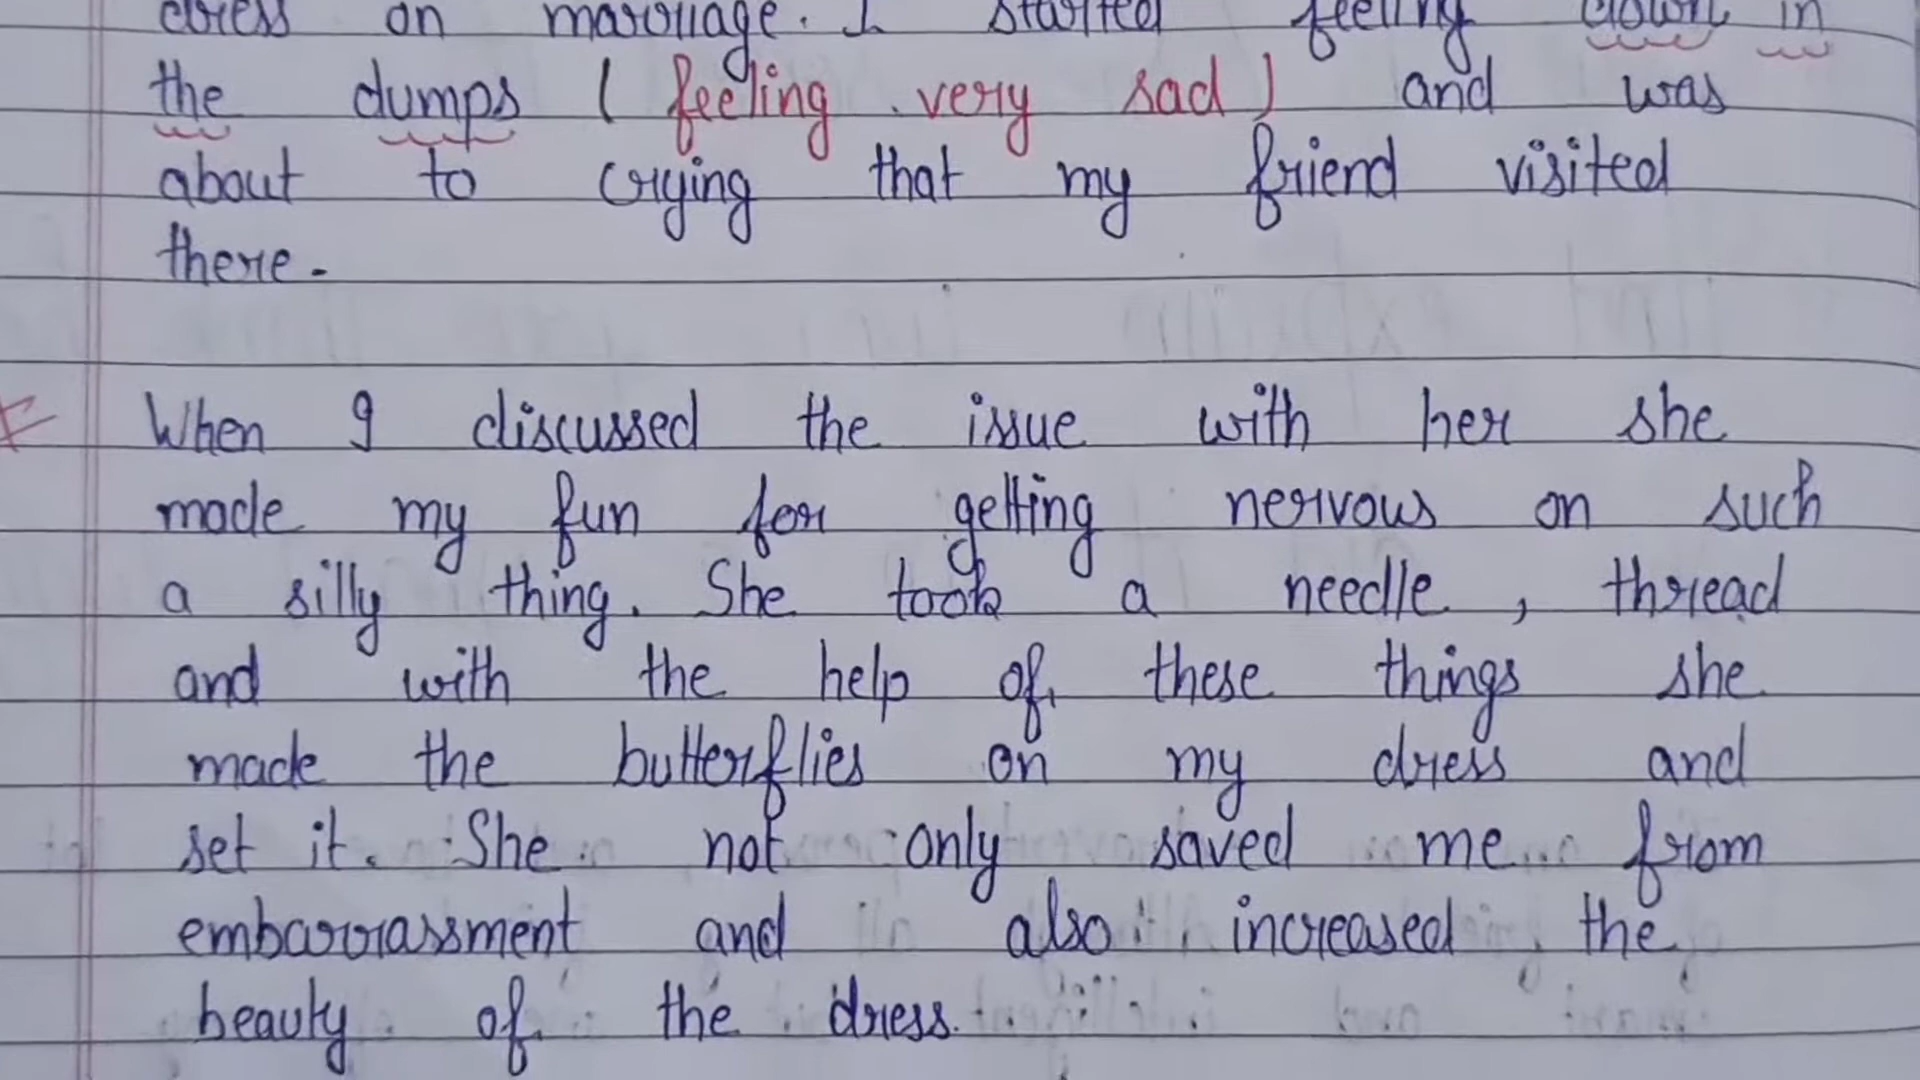 dress on marriage. I started feeling down in
the dumps ( feeling very sad ) and was
about to crying that my friend visited
there.
When I discussed the issue with her she
made my fun for getting nervous on such
a silly thing. She took a needle, thread
and with the help of these things she
made the butterflies on my dress and
set it. She not only saved me from
embarrassment and also increased the
beauty of the dress.